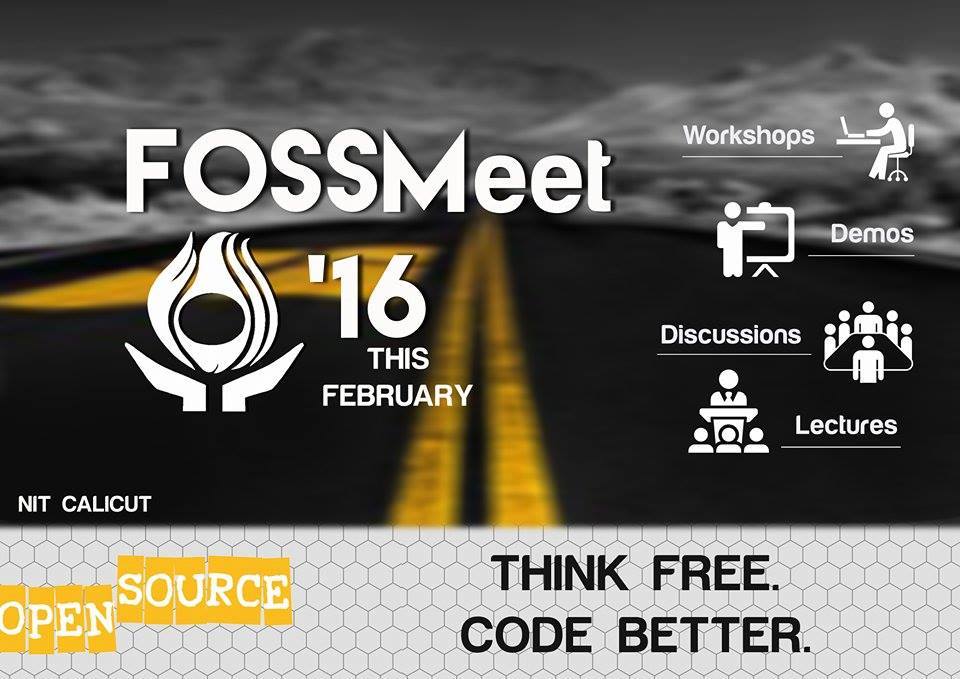 FOSSMeet
'16
THIS
FEBRUARY
Workshops
Demos
Discussions
Lectures
NIT CALICUT
OPEN SOURCE
THINK FREE.
CODE BETTER.